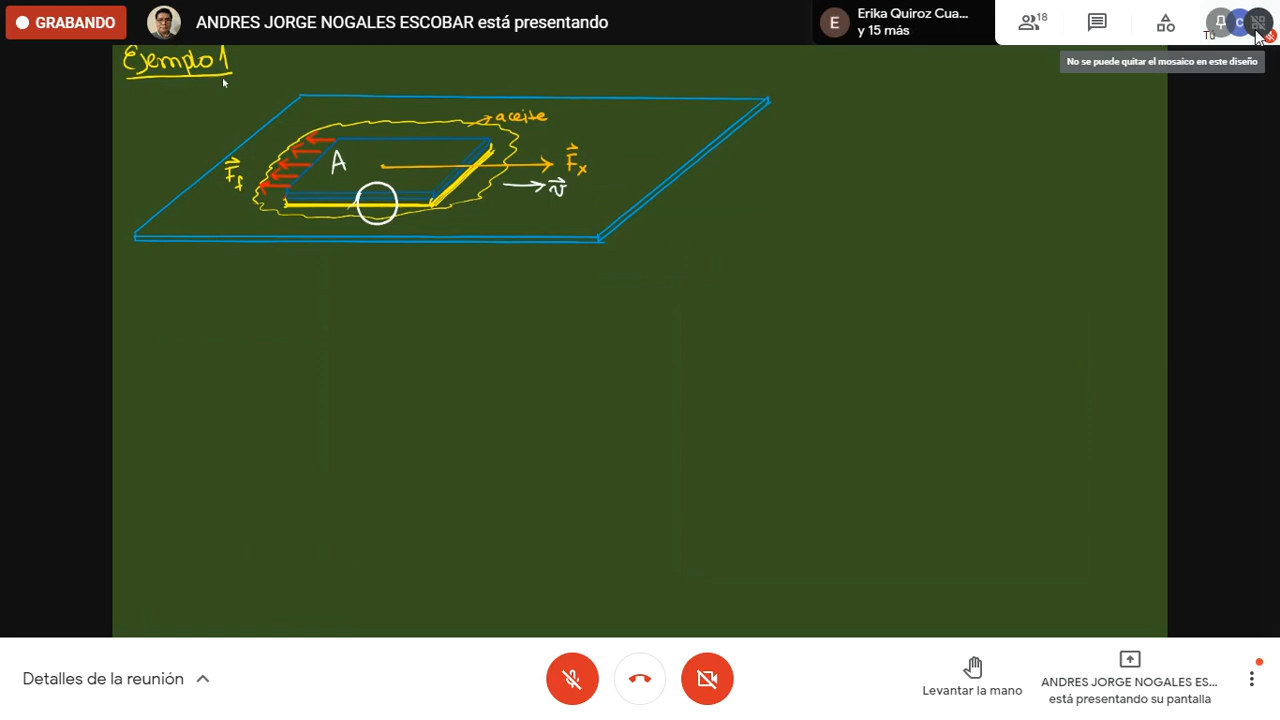 GRABANDO
ANDRES JORGE NOGALES ESCOBAR está presentando
E
Erika Quiroz Cua...
y 15 más
18
C
Tú
No se puede quitar el mosaico en este diseño
Ejemplo 1
aceite
F⃗f
A
F⃗x
v⃗
Detalles de la reunión
Levantar la mano
ANDRES JORGE NOGALES ES...
está presentando su pantalla